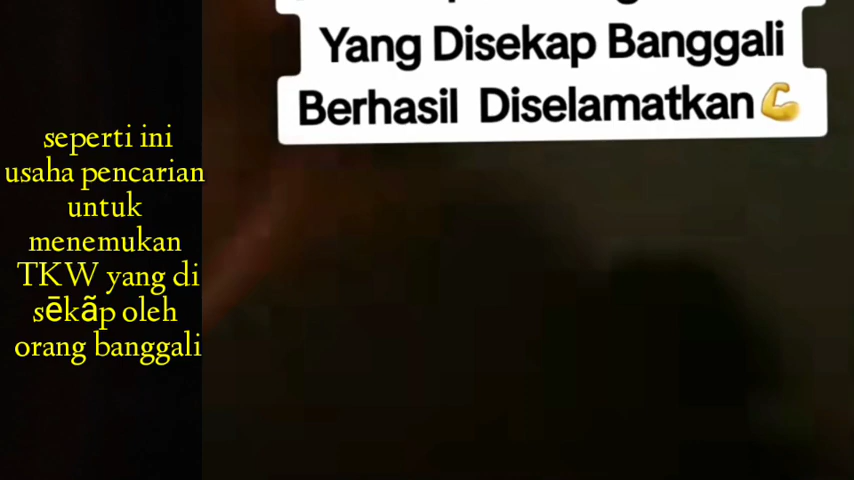 Yang Disekap Banggali
Berhasil Diselamatkan💪
seperti ini
usaha pencarian
untuk
menemukan
TKW yang di
sēkãp oleh
orang banggali